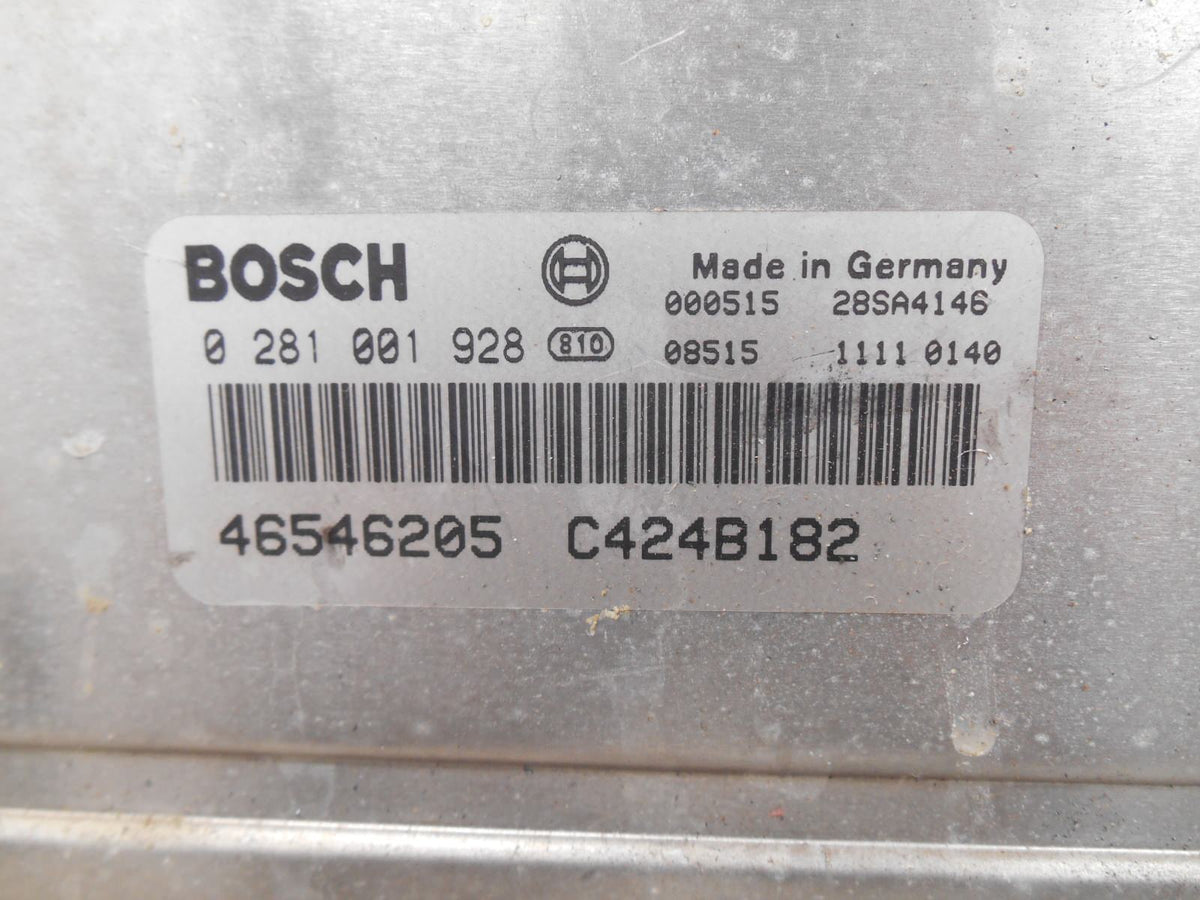 BOSCH
Made in Germany
000515 28SA4146
0 281 001 928 810
08515 1111 0140
46546205 C424B182